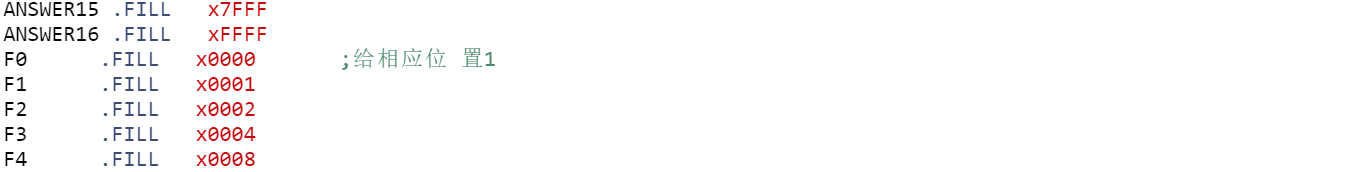 ANSWER15 .FILL x7FFF
ANSWER16 .FILL xFFFF
F0 .FILL x0000 ;给相应位 置1
F1 .FILL x0001
F2 .FILL x0002
F3 .FILL x0004
F4 .FILL x0008